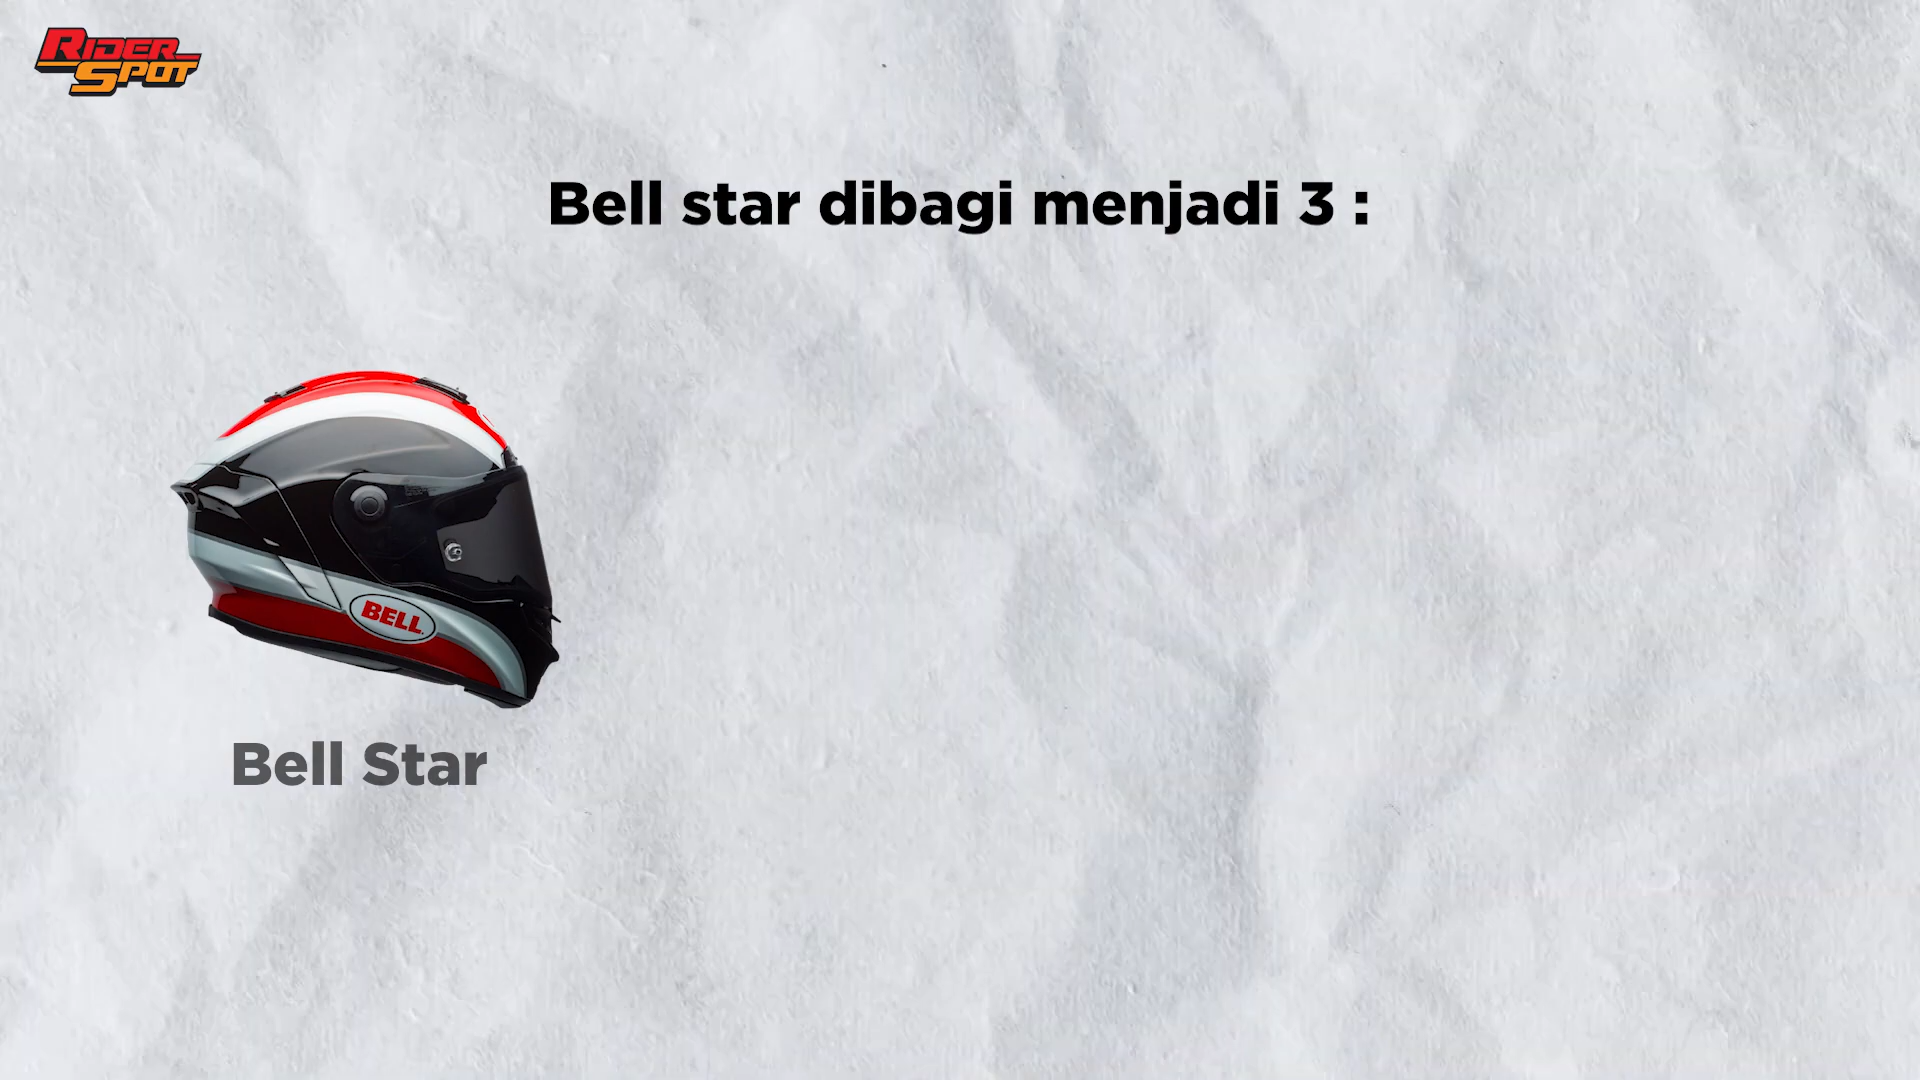 RIDER
SPOT
Bell star dibagi menjadi 3 :
BELL
Bell Star